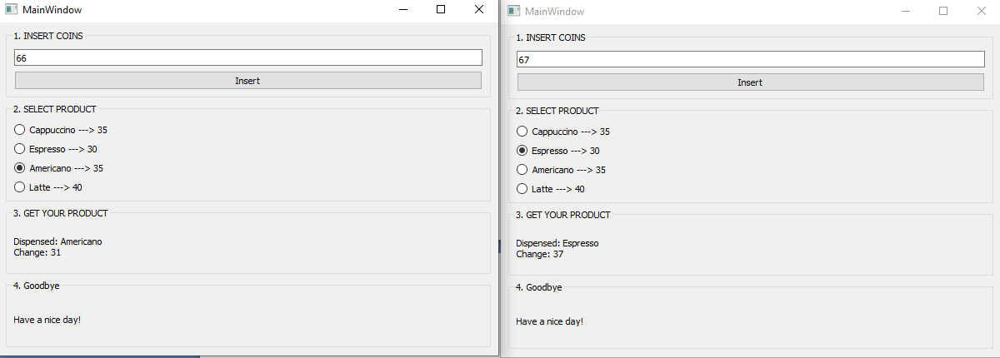 MainWindow
1. INSERT COINS
66
Insert
2. SELECT PRODUCT
Cappuccino ---> 35
Espresso ---> 30
Americano ---> 35
Latte ---> 40
3. GET YOUR PRODUCT
Dispensed: Americano
Change: 31
4. Goodbye
Have a nice day!
MainWindow
1. INSERT COINS
67
Insert
2. SELECT PRODUCT
Cappuccino ---> 35
Espresso ---> 30
Americano ---> 35
Latte ---> 40
3. GET YOUR PRODUCT
Dispensed: Espresso
Change: 37
4. Goodbye
Have a nice day!